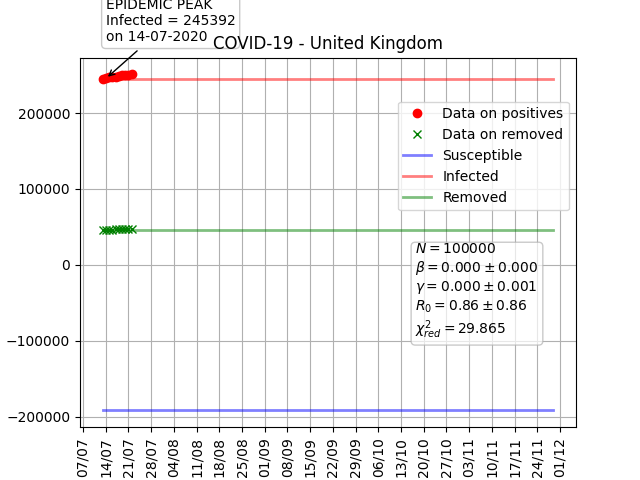 EPIDEMIC PEAK
Infected = 245392
on 14-07-2020
COVID-19 - United Kingdom
200000
100000
0
−100000
−200000
Data on positives
Data on removed
Susceptible
Infected
Removed
N = 100000
β = 0.000 ± 0.000
γ = 0.000 ± 0.001
R₀ = 0.86 ± 0.86
χ²_red = 29.865
07/07
14/07
21/07
28/07
04/08
11/08
18/08
25/08
01/09
08/09
15/09
22/09
29/09
06/10
13/10
20/10
27/10
03/11
10/11
17/11
24/11
01/12